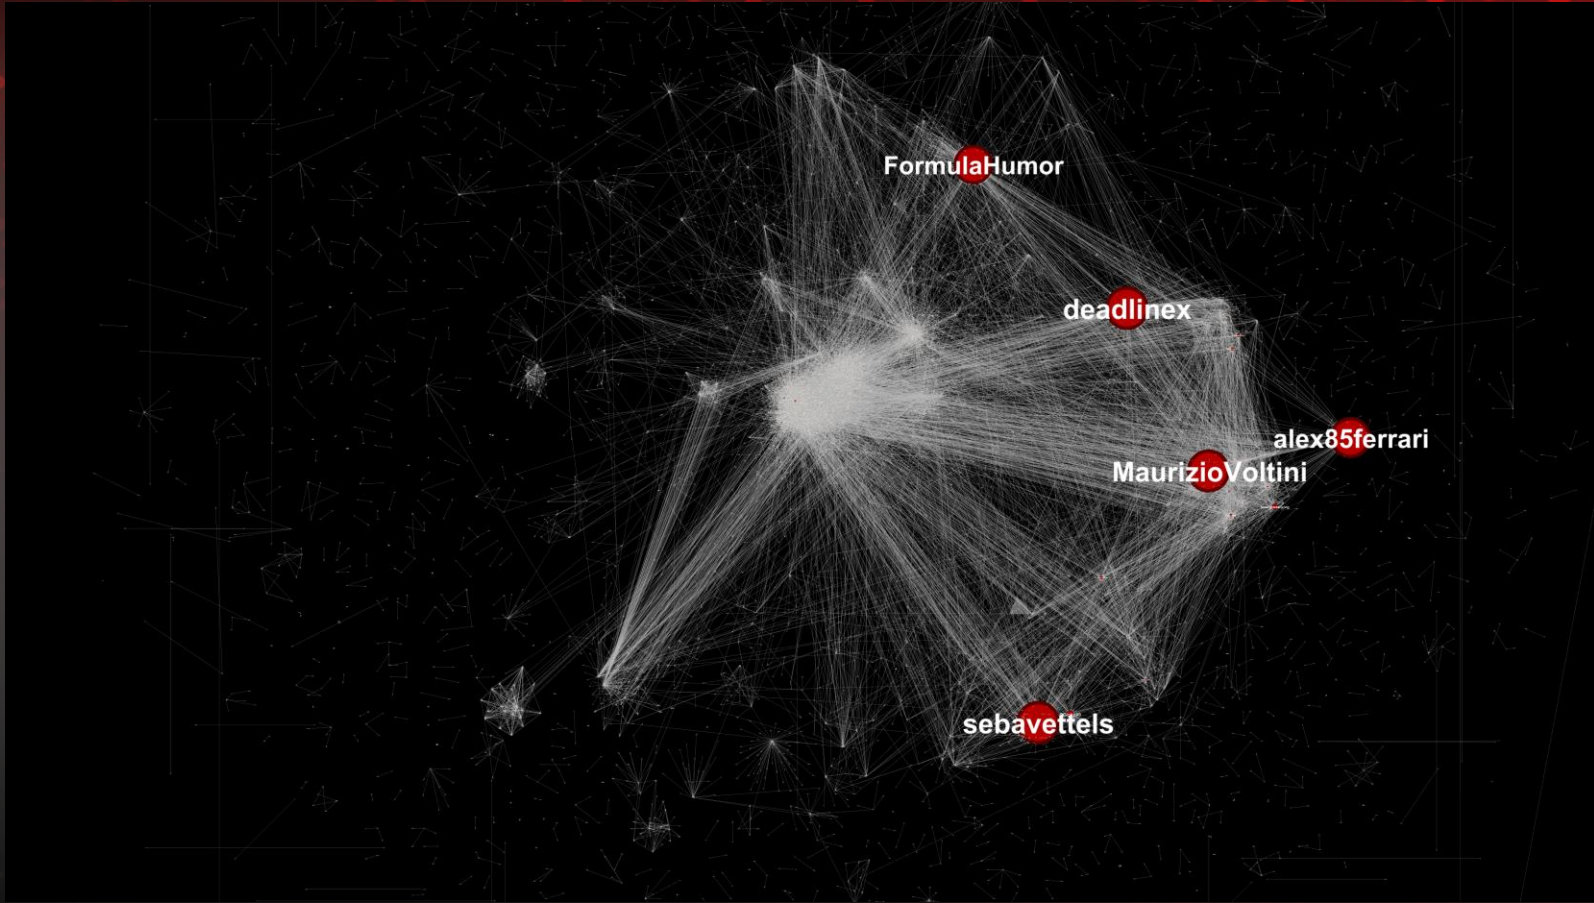 FormulaHumor
deadlinex
alex85ferrari
MaurizioVoltini
sebavettels